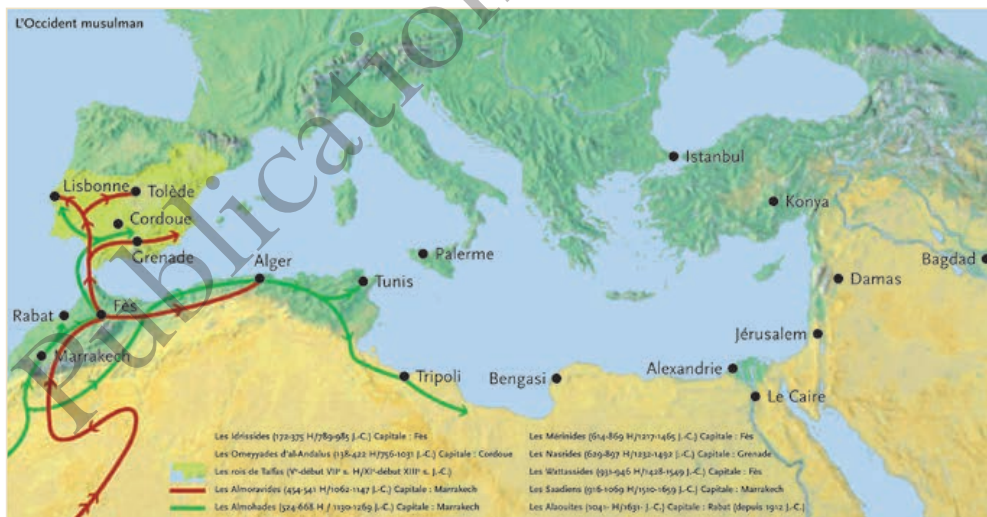 L'Occident musulman
Publication
Lisbonne
Tolède
Cordoue
Grenade
Alger
Tunis
Palerme
Istanbul
Konya
Bagdad
Damas
Rabat
Fès
Marrakech
Jérusalem
Tripoli
Bengasi
Alexandrie
Le Caire
Les Idrissides (172-375 H/789-985 J.-C.) Capitale : Fès
Les Omeyyades d'al-Andalus (138-422 H/756-1031 J.-C.) Capitale : Cordoue
Les rois de Taïfas (Vᵉ-début VIIᵉ s. H/XIᵉ-début XIIIᵉ s. J.-C.)
Les Almoravides (454-541 H/1062-1147 J.-C.) Capitale : Marrakech
Les Almohades (524-668 H / 1130-1269 J.-C.) Capitale : Marrakech
Les Mérinides (614-869 H/1217-1465 J.-C.) Capitale : Fès
Les Nasrides (629-897 H/1232-1492 J.-C.) Capitale : Grenade
Les Wattassides (931-946 H/1428-1549 J.-C.) Capitale : Fès
Les Saadiens (916-1069 H/1510-1659 J.-C.) Capitale : Marrakech
Les Alaouites (1041- H/1631- J.-C.) Capitale : Rabat (depuis 1912 J.-C.)